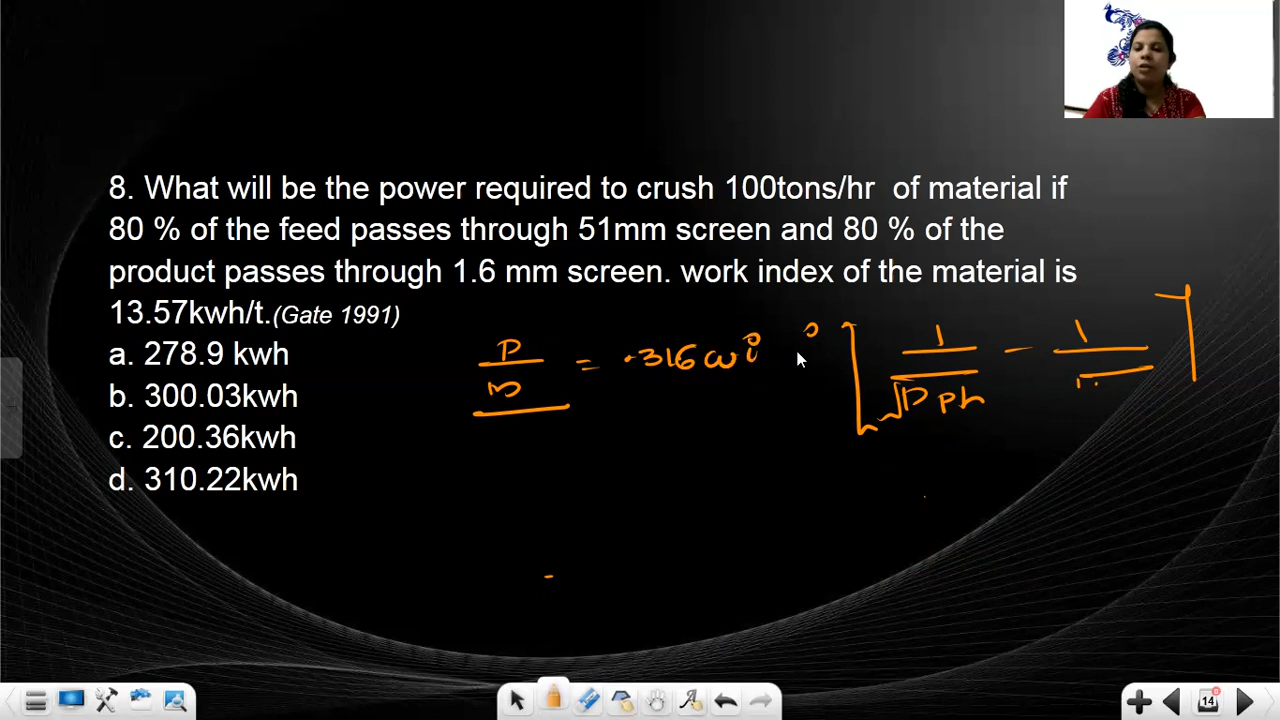 8. What will be the power required to crush 100tons/hr of material if
80 % of the feed passes through 51mm screen and 80 % of the
product passes through 1.6 mm screen. work index of the material is
13.57kwh/t.(Gate 1991)
a. 278.9 kwh
b. 300.03kwh
c. 200.36kwh
d. 310.22kwh
P/m = .316 wi [ 1/√Dph - 1/ ]
14